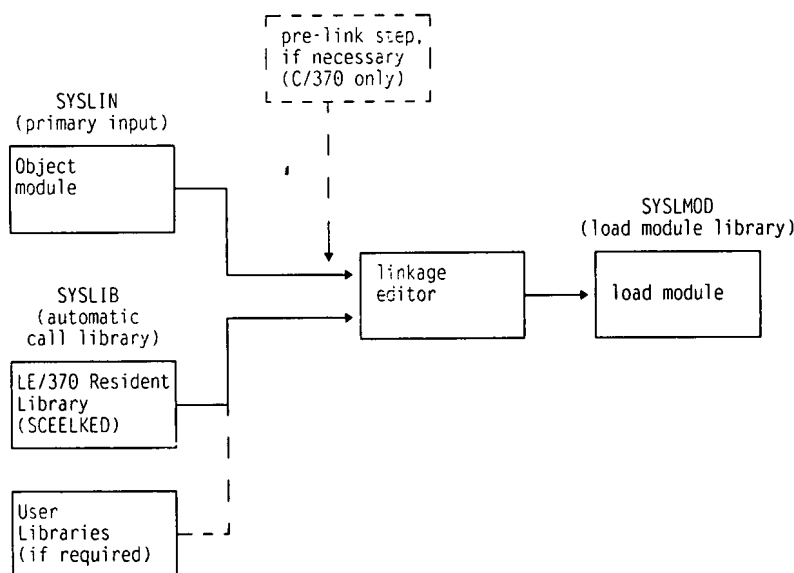 pre-link step,
if necessary
(C/370 only)
SYSLIN
(primary input)
Object
module
SYSLMOD
(load module library)
linkage
editor
load module
SYSLIB
(automatic
call library)
LE/370 Resident
Library
(SCEELKED)
User
Libraries
(if required)